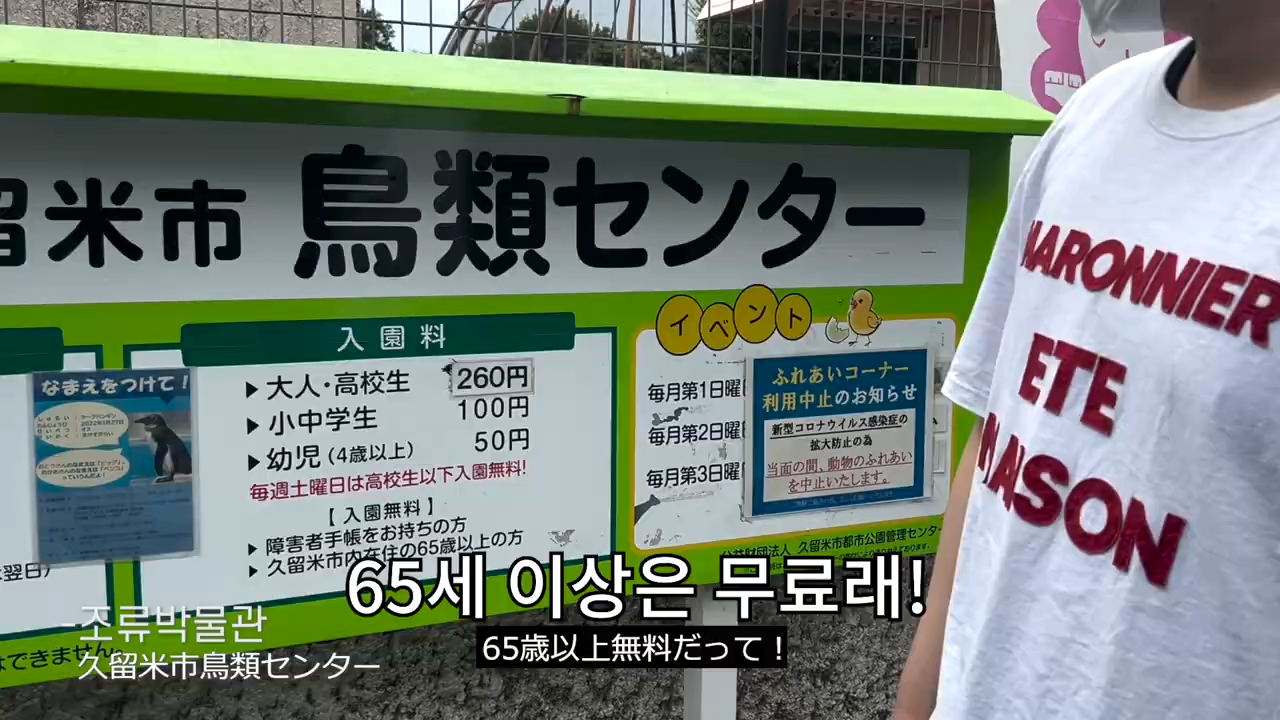 留米市 鳥類センター
入園料
▶大人・高校生 260円
▶小中学生 100円
▶幼児(4歳以上) 50円
毎週土曜日は高校生以下入園無料!
【入園無料】
▶障害者手帳をお持ちの方
▶久留米市内在住の65歳以上の方
なまえをつけて!
イベント
毎月第1日曜
毎月第2日曜
毎月第3日曜
ふれあいコーナー
利用中止のお知らせ
新型コロナウイルス感染症の
拡大防止の為
当面の間、動物のふれあい
を中止いたします。
公益財団法人 久留米市都市公園管理センター
はできません。
MARONNIER
ETE
MAISON
65세 이상은 무료래!
65歳以上無料だって!
조류박물관
久留米市鳥類センター